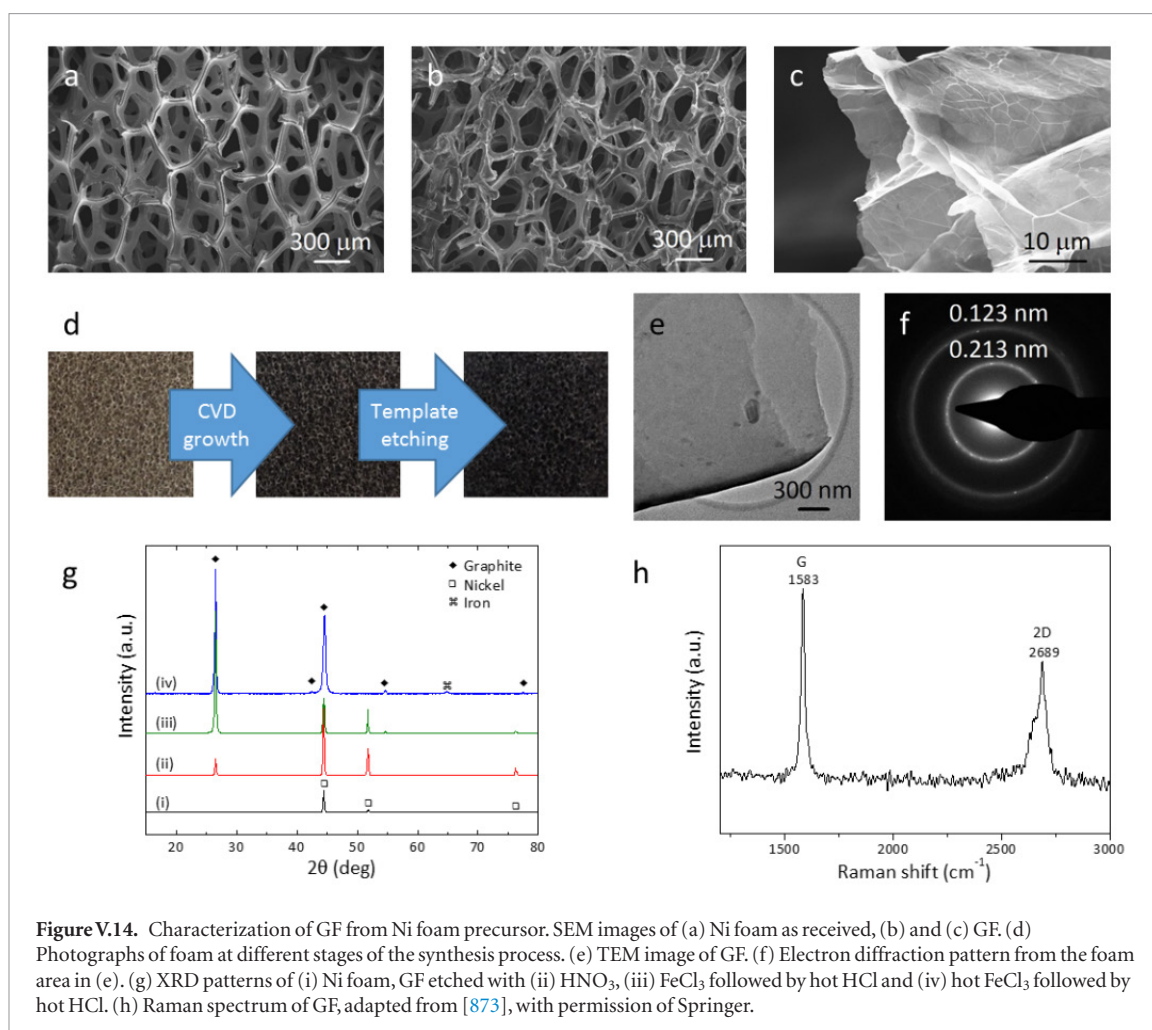 a
300 μm
b
300 μm
c
10 μm
d
CVD
growth
Template
etching
e
300 nm
f
0.123 nm
0.213 nm
g
Graphite
Nickel
Iron
(iv)
(iii)
(ii)
(i)
Intensity (a.u.)
20 30 40 50 60 70 80
2θ (deg)
h
G
1583
2D
2689
Intensity (a.u.)
1500 2000 2500 3000
Raman shift (cm⁻¹)
Figure V.14. Characterization of GF from Ni foam precursor. SEM images of (a) Ni foam as received, (b) and (c) GF. (d)
Photographs of foam at different stages of the synthesis process. (e) TEM image of GF. (f) Electron diffraction pattern from the foam
area in (e). (g) XRD patterns of (i) Ni foam, GF etched with (ii) HNO₃, (iii) FeCl₃ followed by hot HCl and (iv) hot FeCl₃ followed by
hot HCl. (h) Raman spectrum of GF, adapted from [873], with permission of Springer.